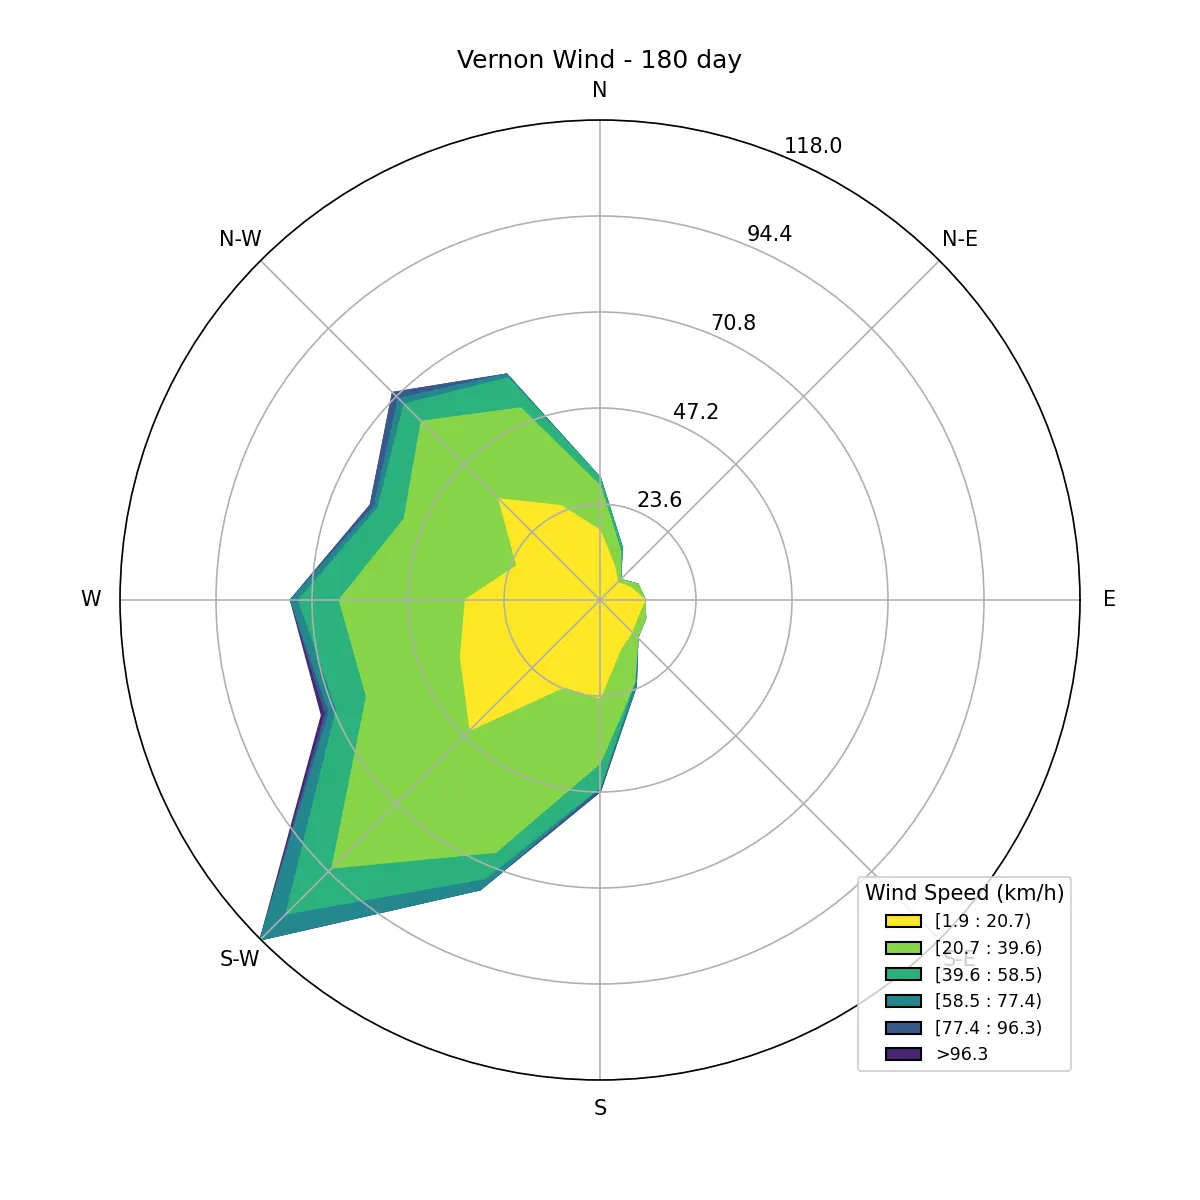 Vernon Wind - 180 day
N
118.0
94.4
N-W
N-E
70.8
47.2
23.6
W
E
Wind Speed (km/h)
[1.9 : 20.7)
[20.7 : 39.6)
S-W
S-E
[39.6 : 58.5)
[58.5 : 77.4)
[77.4 : 96.3)
>96.3
S